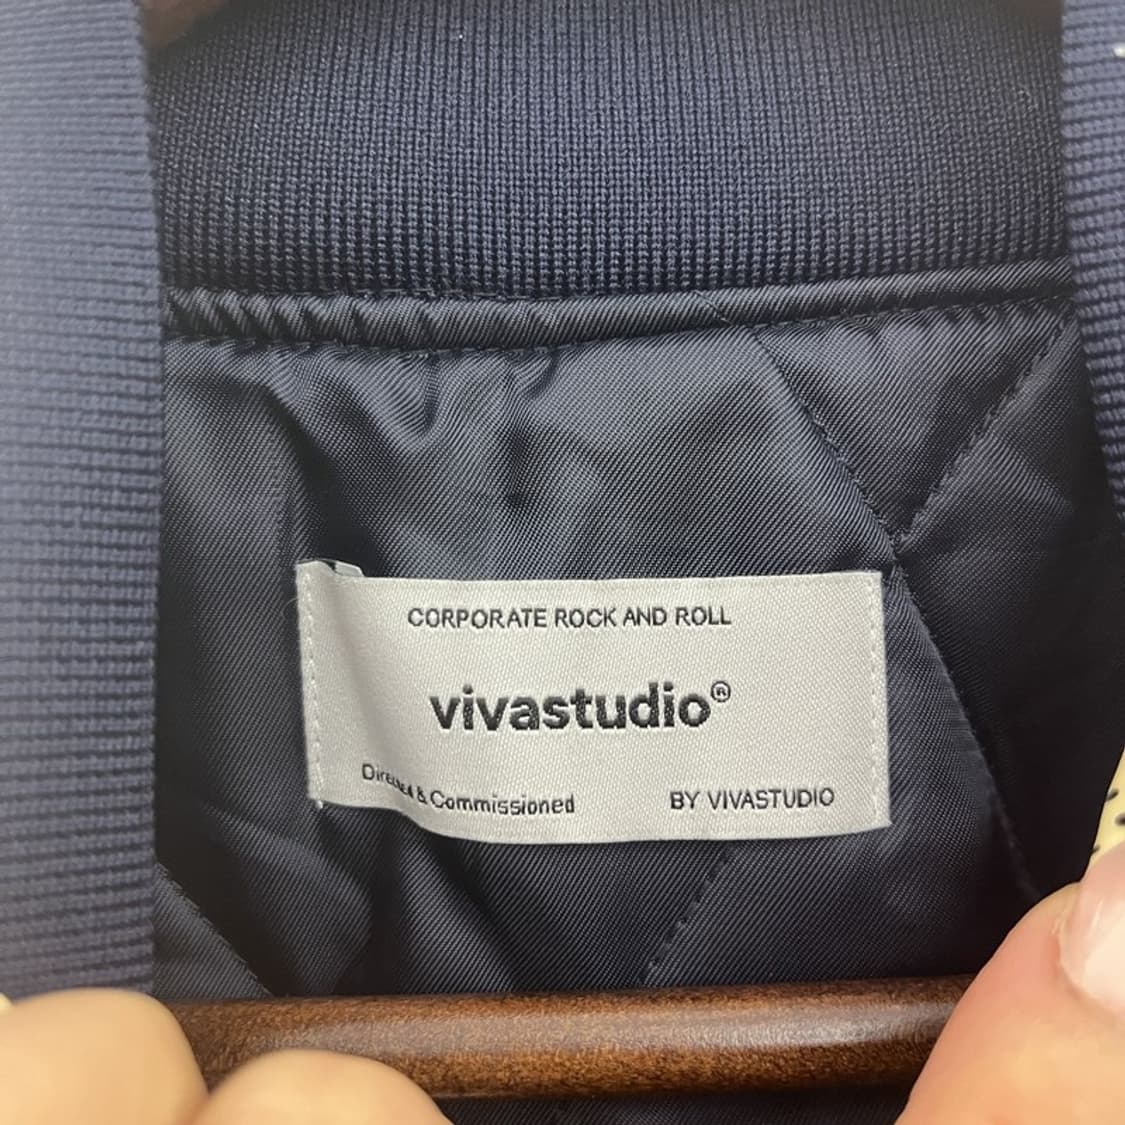 CORPORATE ROCK AND ROLL
vivastudio®
Directed & Commissioned BY VIVASTUDIO